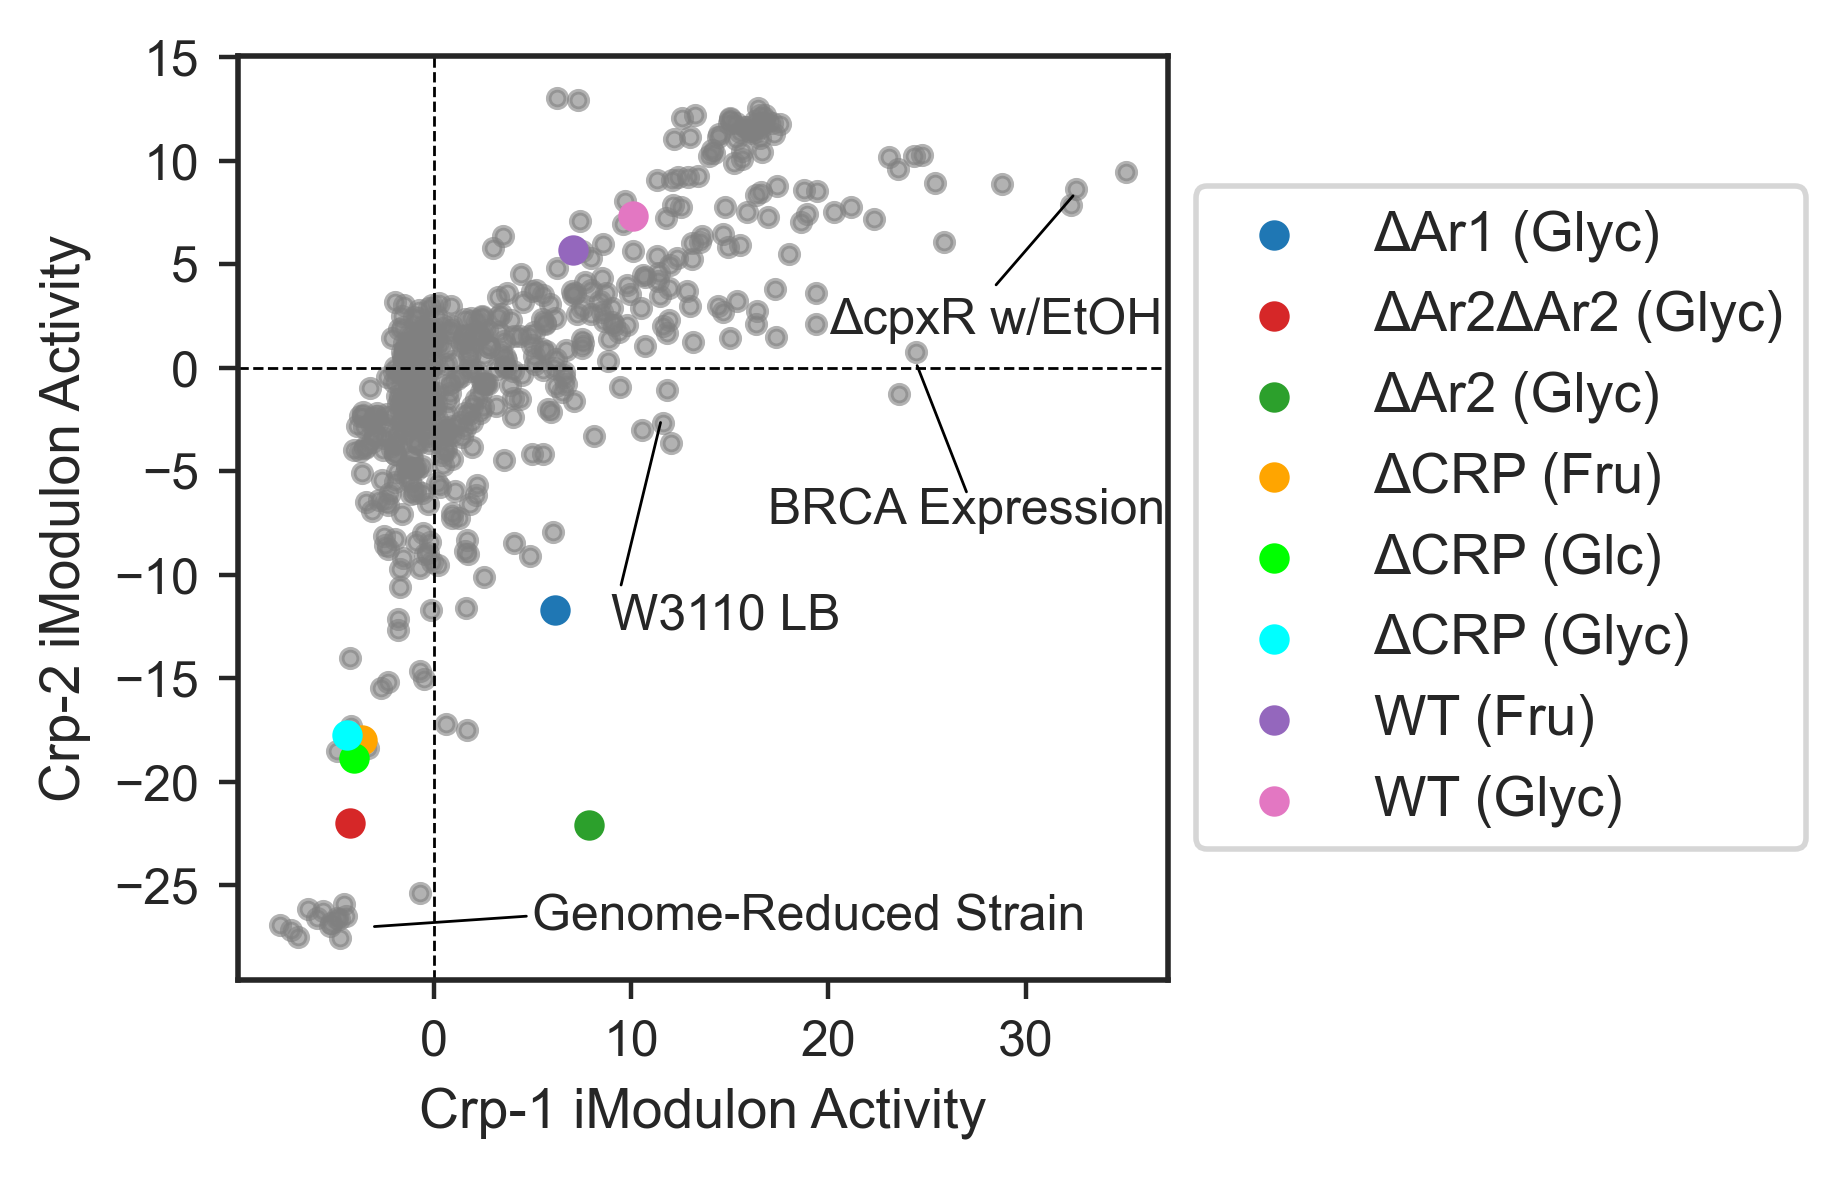 15
10
5
0
−5
−10
−15
−20
−25
Crp-2 iModulon Activity
ΔcpxR w/EtOH
BRCA Expression
W3110 LB
Genome-Reduced Strain
0
10
20
30
Crp-1 iModulon Activity
ΔAr1 (Glyc)
ΔAr2ΔAr2 (Glyc)
ΔAr2 (Glyc)
ΔCRP (Fru)
ΔCRP (Glc)
ΔCRP (Glyc)
WT (Fru)
WT (Glyc)